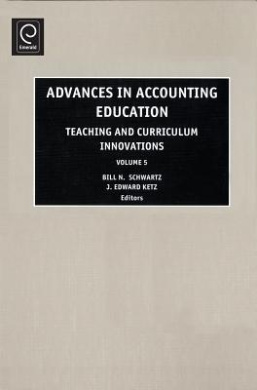 Emerald
ADVANCES IN ACCOUNTING
EDUCATION
TEACHING AND CURRICULUM
INNOVATIONS
VOLUME 5
BILL N. SCHWARTZ
J. EDWARD KETZ
Editors